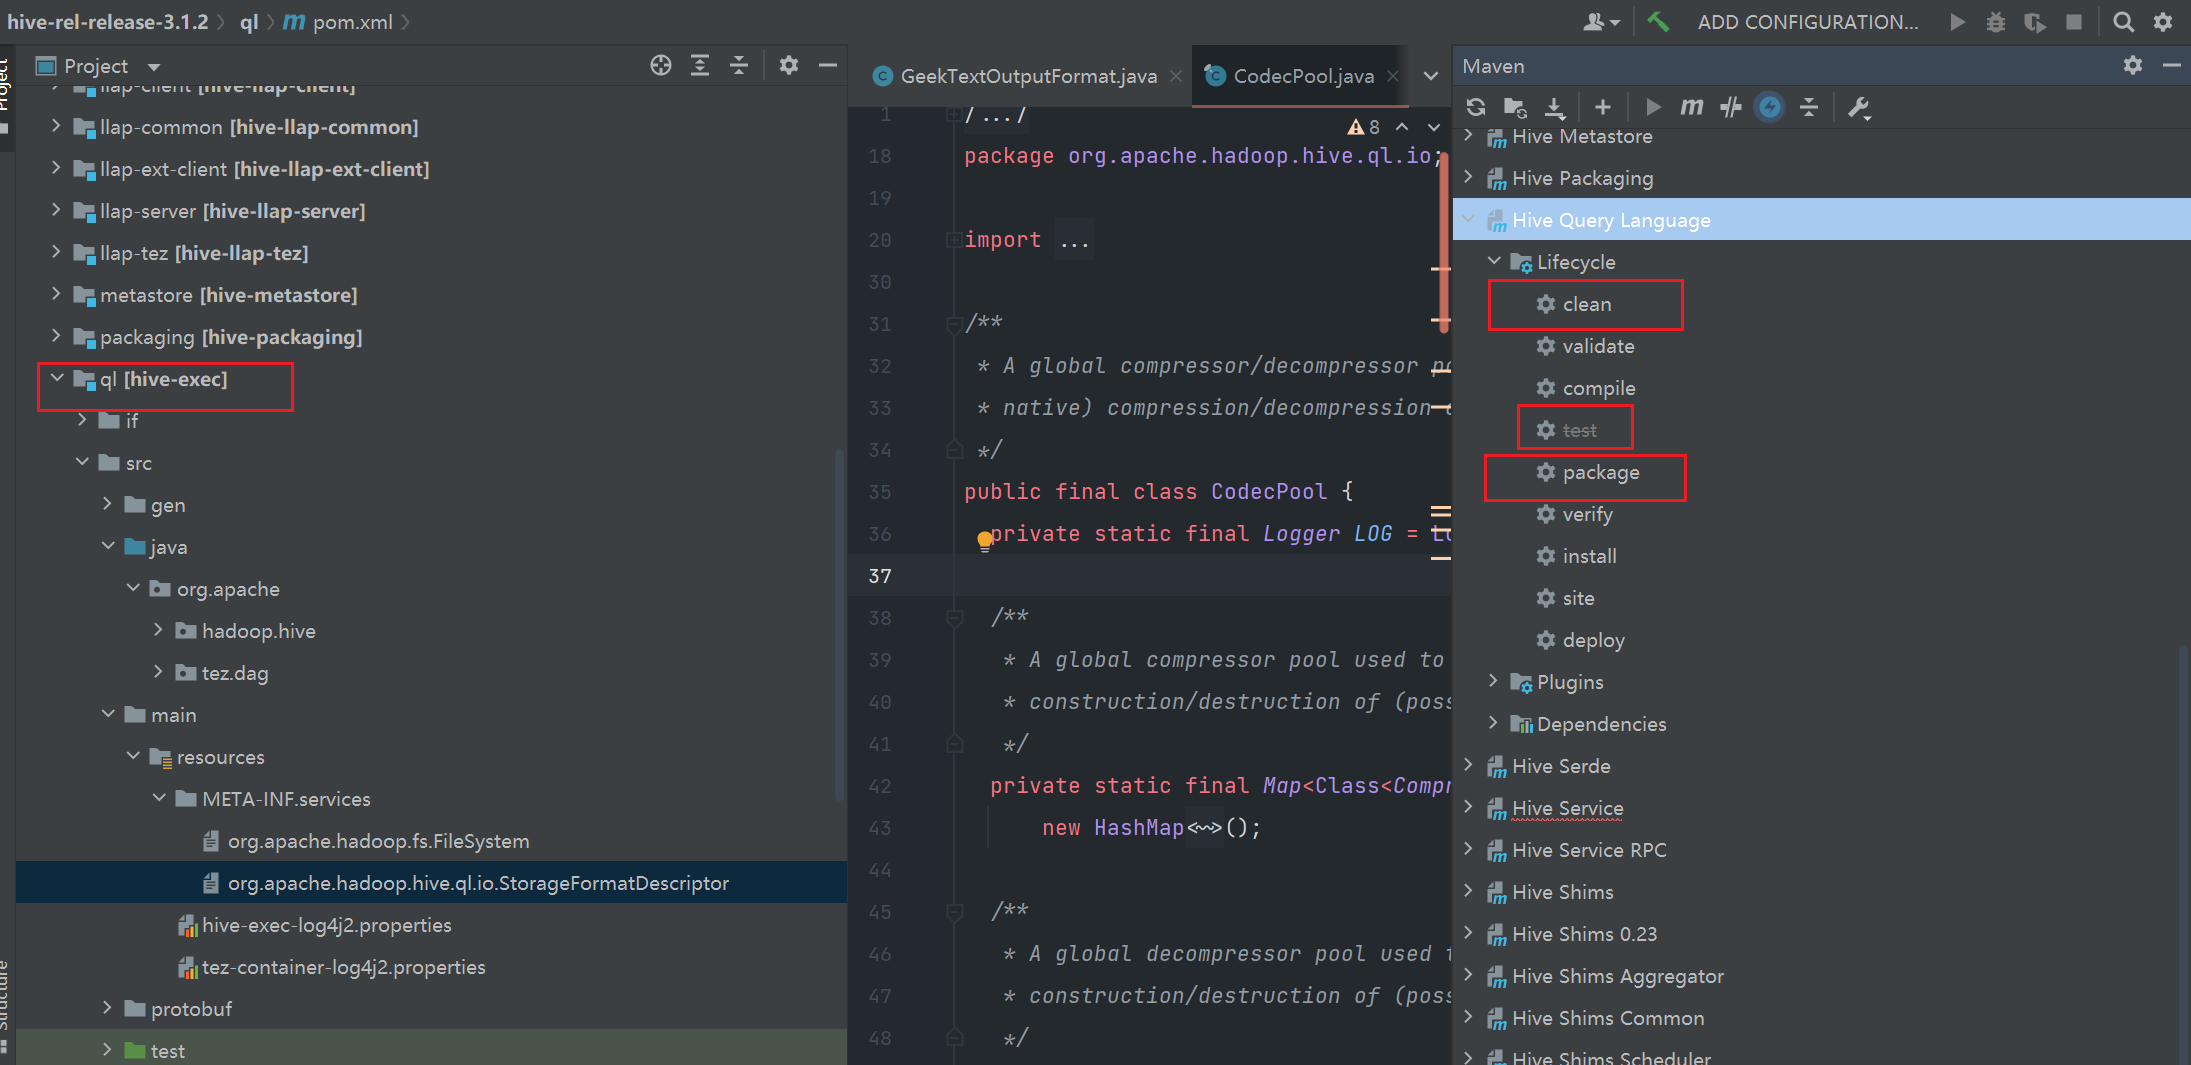 hive-rel-release-3.1.2 ql pom.xml
ADD CONFIGURATION...
Project
Project
llap-client [hive-llap-client]
llap-common [hive-llap-common]
llap-ext-client [hive-llap-ext-client]
llap-server [hive-llap-server]
llap-tez [hive-llap-tez]
metastore [hive-metastore]
packaging [hive-packaging]
ql [hive-exec]
if
src
gen
java
org.apache
hadoop.hive
tez.dag
main
resources
META-INF.services
org.apache.hadoop.fs.FileSystem
org.apache.hadoop.hive.ql.io.StorageFormatDescriptor
hive-exec-log4j2.properties
tez-container-log4j2.properties
protobuf
test
Structure
GeekTextOutputFormat.java
CodecPool.java
8
1 /.../
18 package org.apache.hadoop.hive.ql.io;
19
20 import ...
30
31 /**
32 * A global compressor/decompressor
33 * native) compression/decompression
34 */
35 public final class CodecPool {
36 private static final Logger LOG =
37
38 /**
39 * A global compressor pool used to
40 * construction/destruction of (poss
41 */
42 private static final Map<Class<Compr
43 new HashMap<~>();
44
45 /**
46 * A global decompressor pool used
47 * construction/destruction of (poss
48 */
Maven
Hive Metastore
Hive Packaging
Hive Query Language
Lifecycle
clean
validate
compile
test
package
verify
install
site
deploy
Plugins
Dependencies
Hive Serde
Hive Service
Hive Service RPC
Hive Shims
Hive Shims 0.23
Hive Shims Aggregator
Hive Shims Common
Hive Shims Scheduler